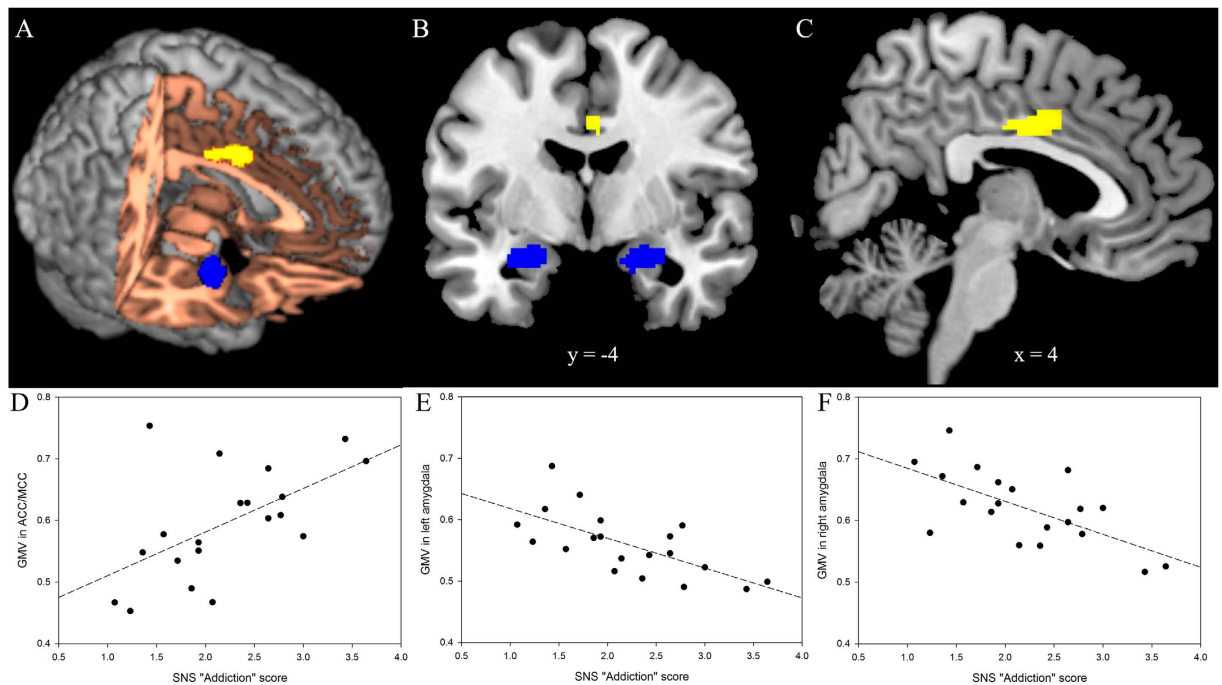 A
B
C
y = -4
x = 4
D
E
F
0.8
0.7
0.6
0.5
0.4
GMV in ACC/MCC
0.5 1.0 1.5 2.0 2.5 3.0 3.5 4.0
SNS "Addiction" score
0.8
0.7
0.6
0.5
0.4
GMV in left amygdala
0.5 1.0 1.5 2.0 2.5 3.0 3.5 4.0
SNS "Addiction" score
0.8
0.7
0.6
0.5
0.4
GMV in right amygdala
0.5 1.0 1.5 2.0 2.5 3.0 3.5 4.0
SNS "Addiction" score